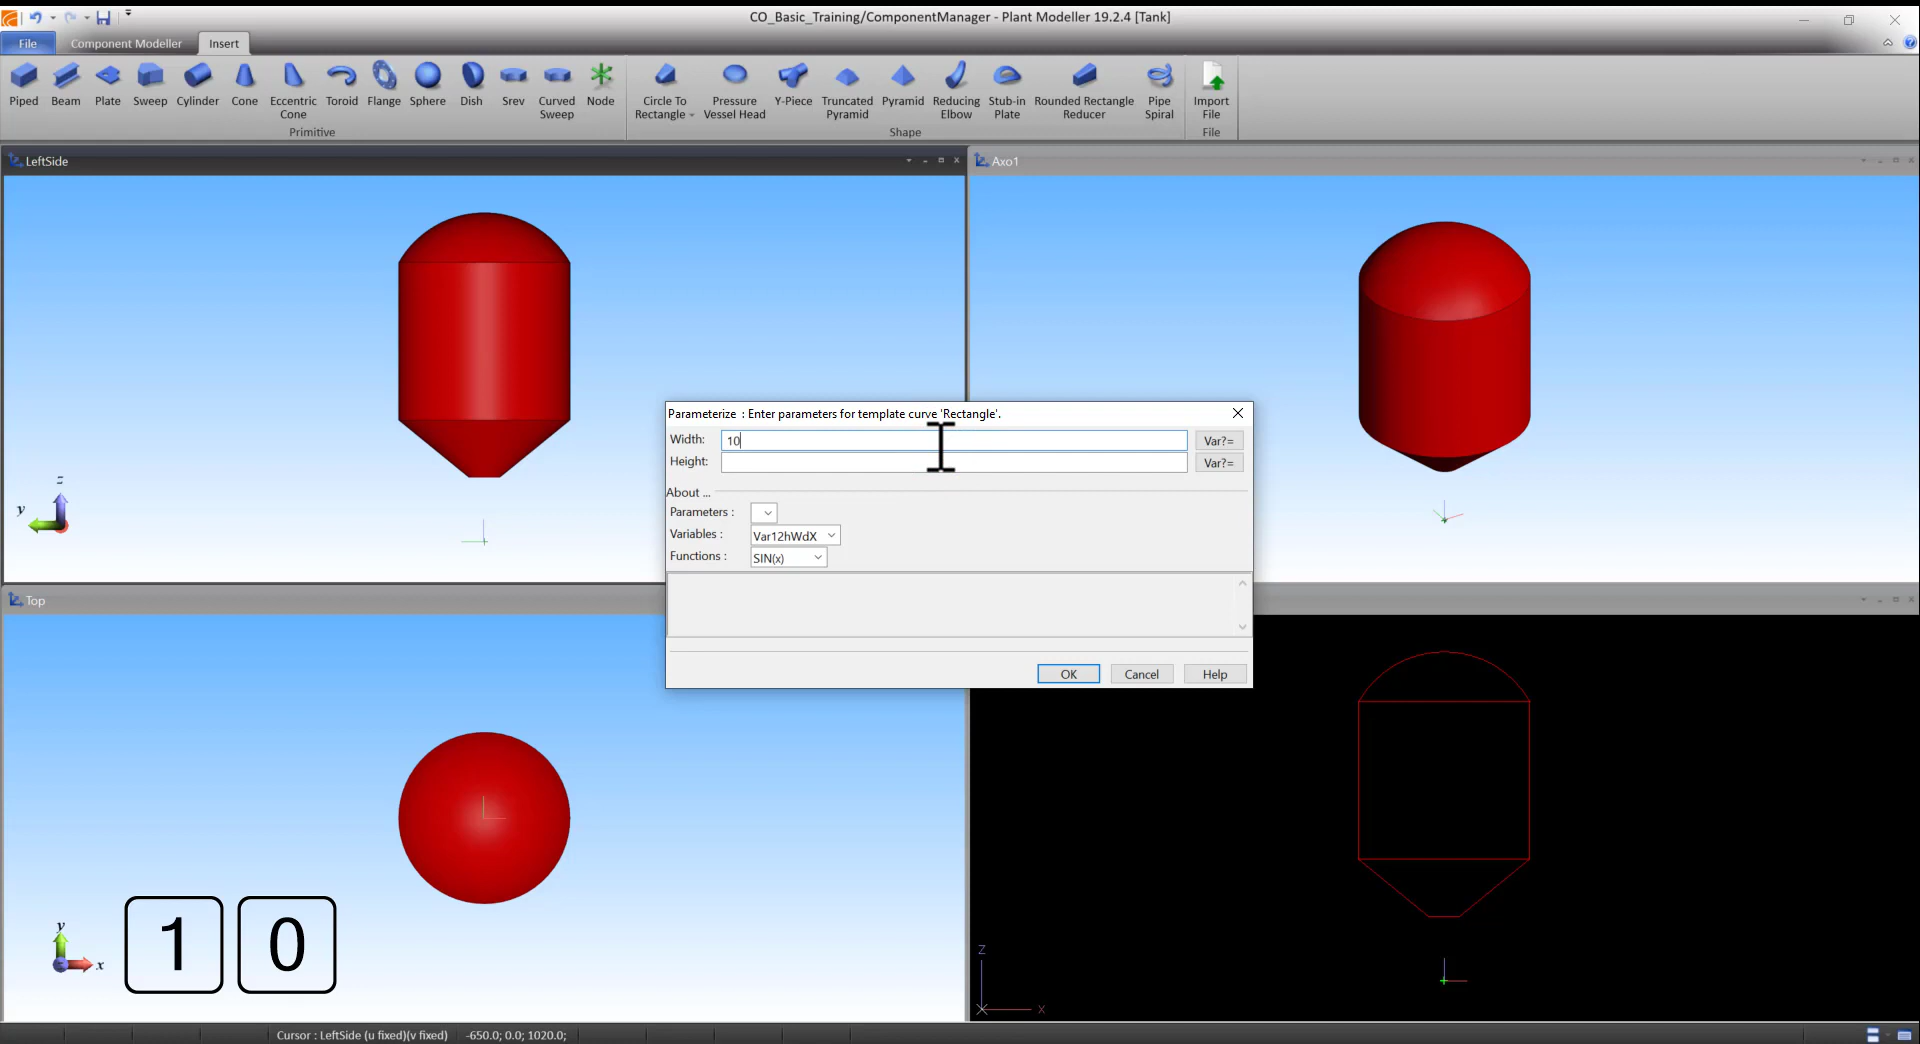 CO_Basic_Training/ComponentManager - Plant Modeller 19.2.4 [Tank]
File
Component Modeller
Insert
Piped
Beam
Plate
Sweep
Cylinder
Cone
Eccentric
Cone
Toroid
Flange
Sphere
Dish
Srev
Curved
Sweep
Node
Primitive
Circle To
Rectangle
Pressure
Vessel Head
Y-Piece
Truncated
Pyramid
Pyramid
Reducing
Elbow
Stub-in
Plate
Rounded Rectangle
Reducer
Pipe
Spiral
Shape
Import
File
File
LeftSide
Axo1
z
y
Parameterize : Enter parameters for template curve 'Rectangle'.
Width: 10 Var?=
Height: Var?=
About ...
Parameters :
Variables : Var12hWdX
Functions : SIN(x)
OK Cancel Help
Top
y
x
1 0
Z
X
Cursor : LeftSide (u fixed)(v fixed) -650.0; 0.0; 1020.0;